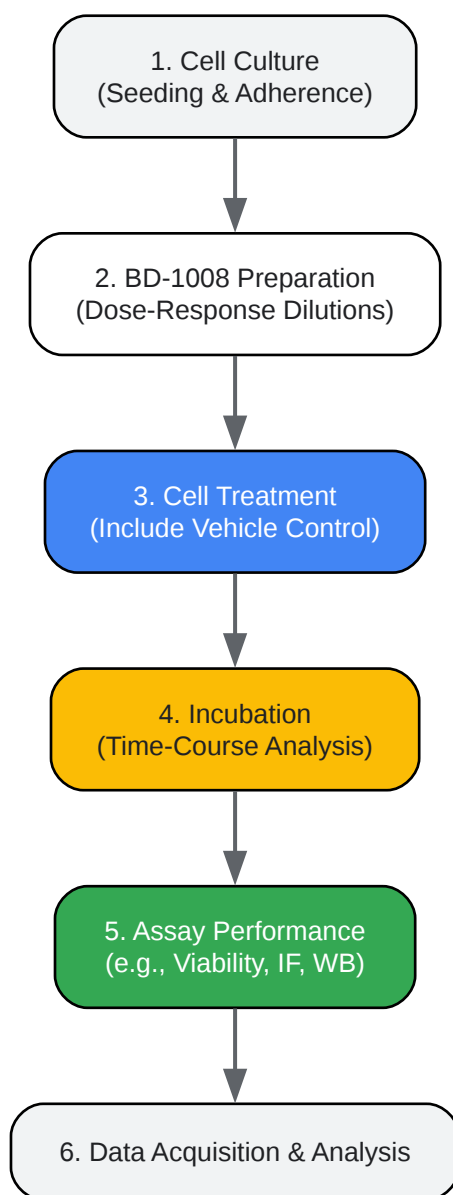 1. Cell Culture
(Seeding & Adherence)
2. BD-1008 Preparation
(Dose-Response Dilutions)
3. Cell Treatment
(Include Vehicle Control)
4. Incubation
(Time-Course Analysis)
5. Assay Performance
(e.g., Viability, IF, WB)
6. Data Acquisition & Analysis